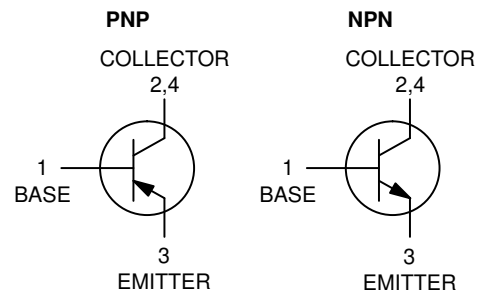 PNP
COLLECTOR
2,4
1
BASE
3
EMITTER
NPN
COLLECTOR
2,4
1
BASE
3
EMITTER